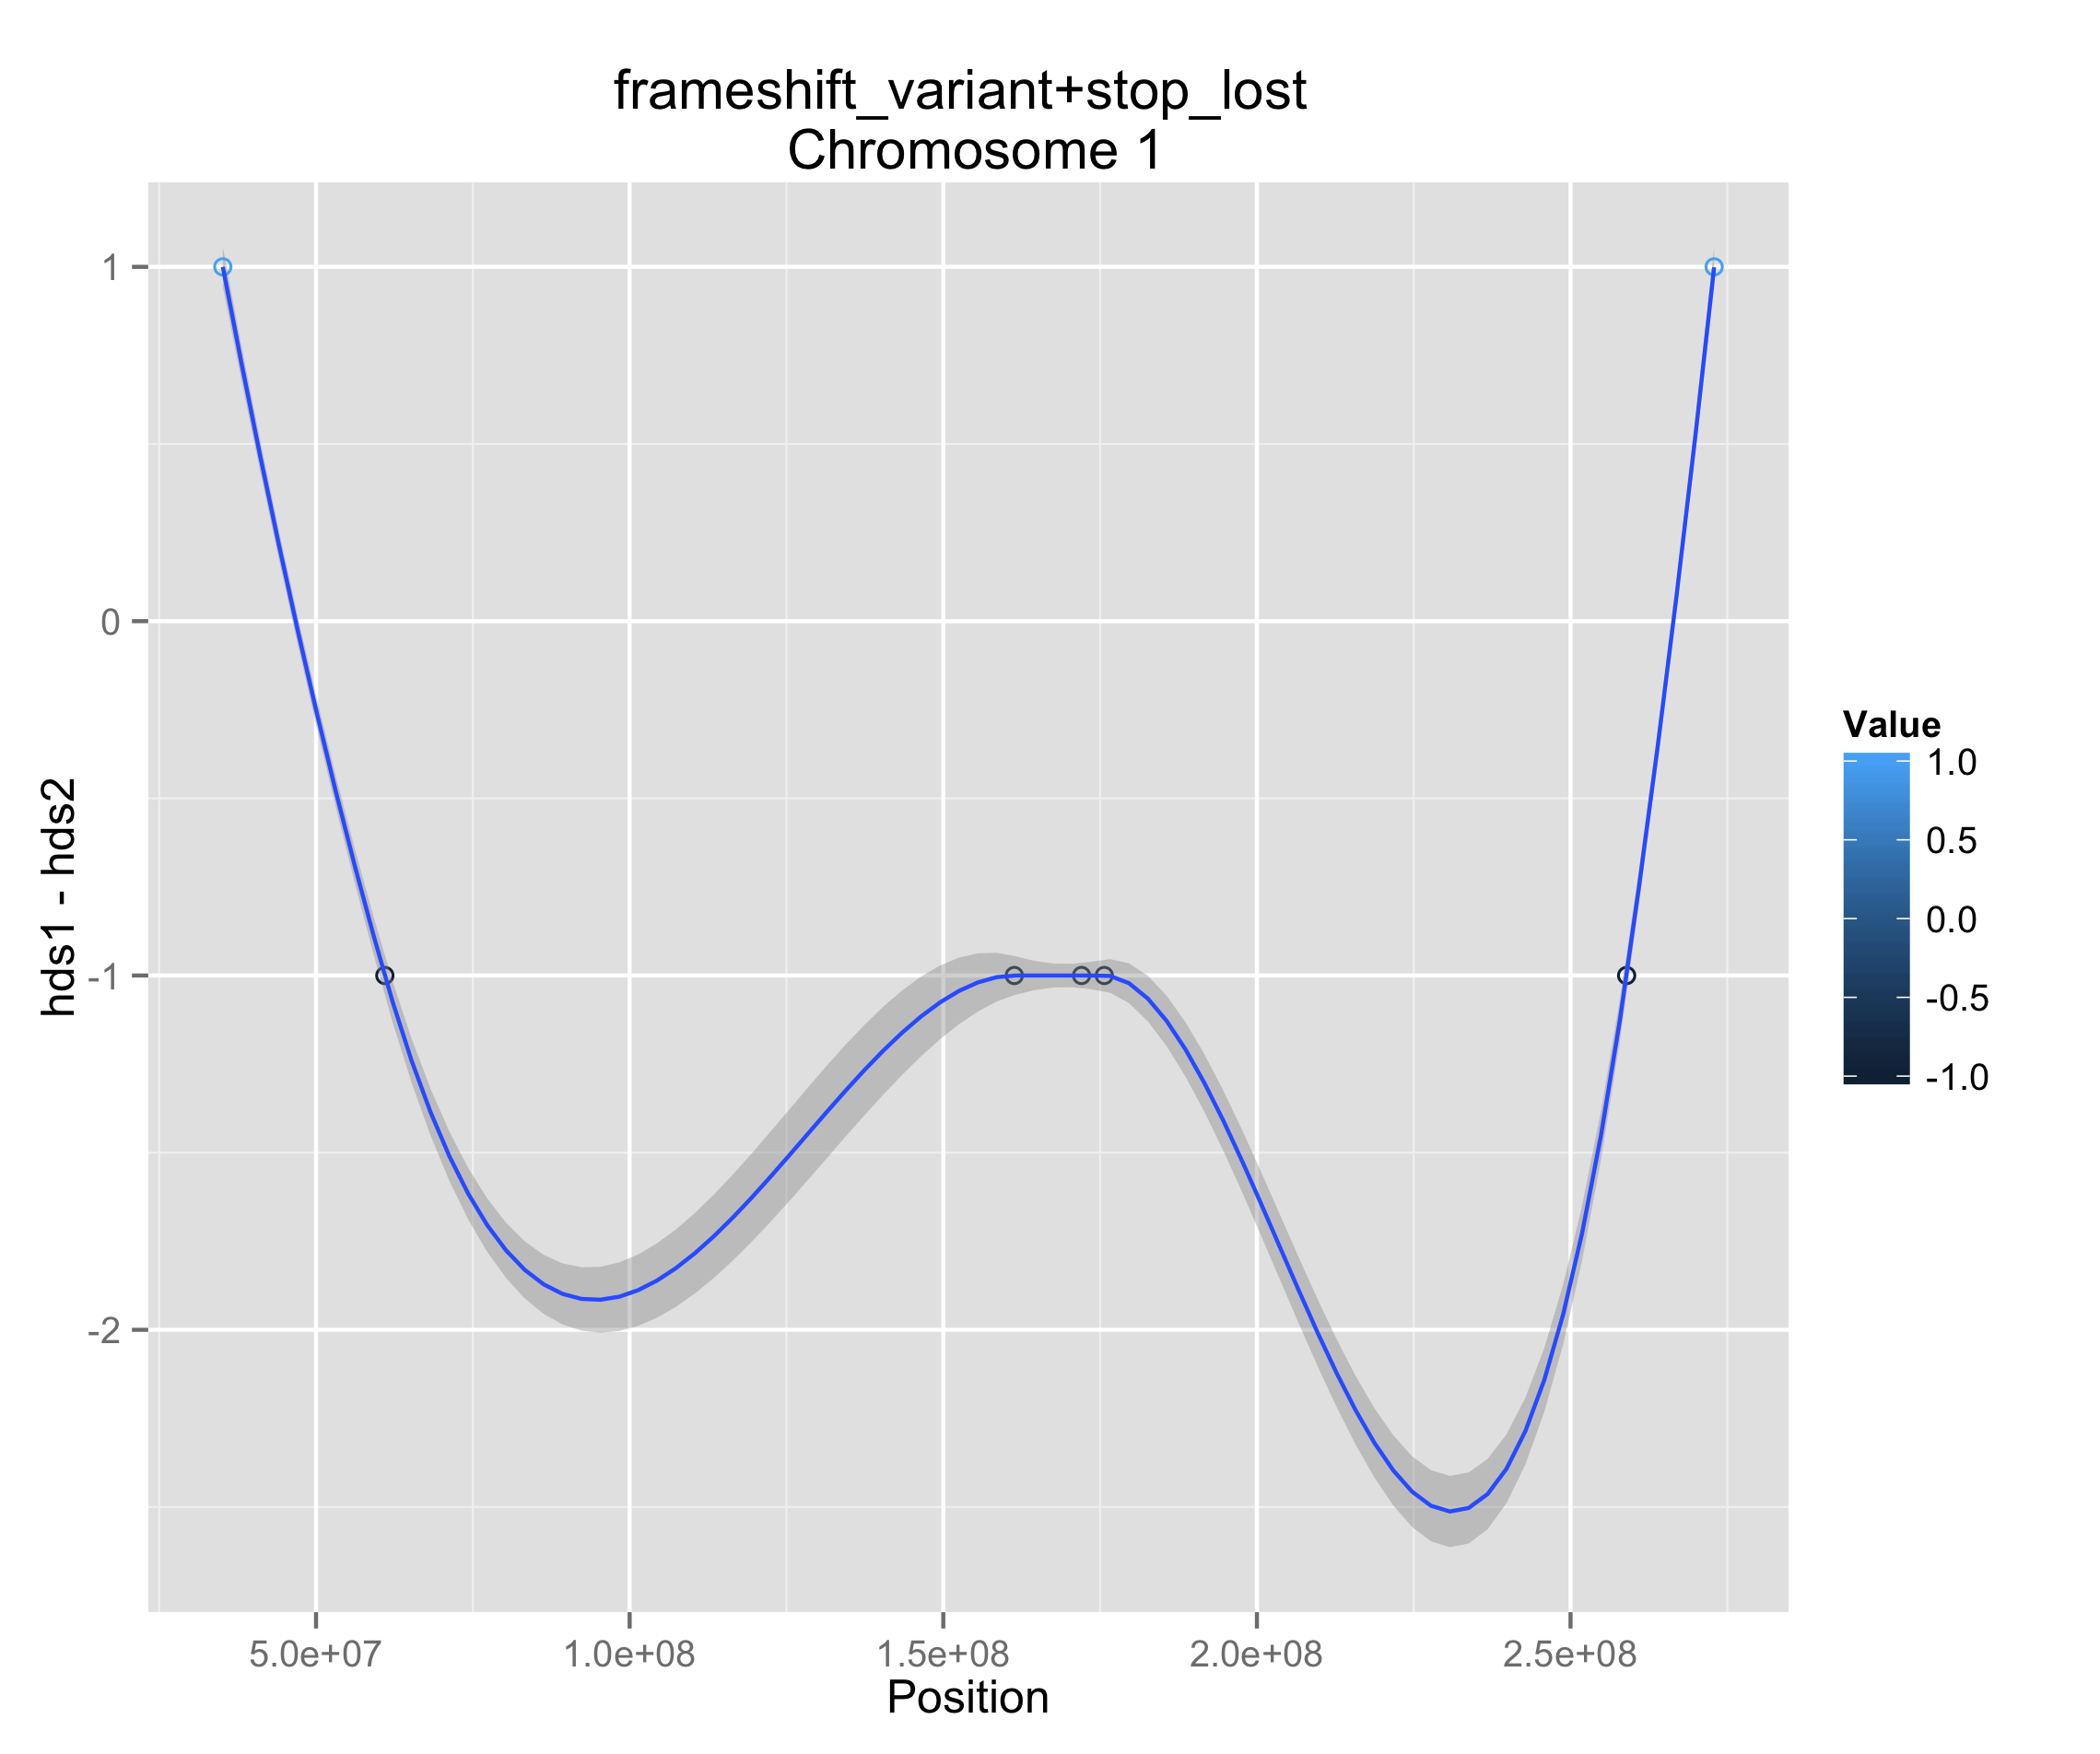 frameshift_variant+stop_lost
Chromosome 1
hds1 - hds2
1
0
-1
-2
5.0e+07
1.0e+08
1.5e+08
2.0e+08
2.5e+08
Position
Value
1.0
0.5
0.0
-0.5
-1.0